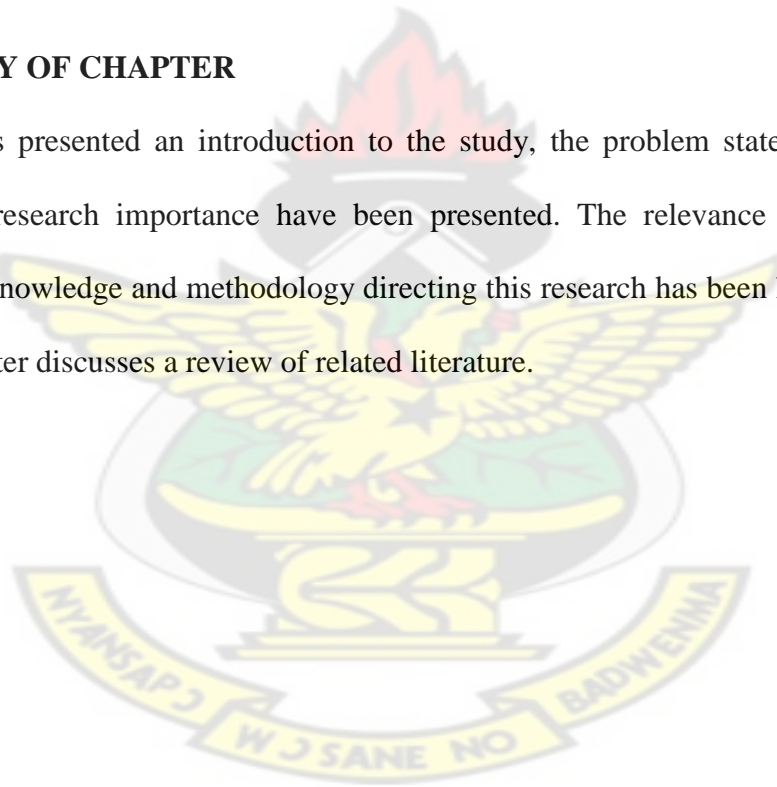 Y OF CHAPTER
s presented an introduction to the study, the problem state
research importance have been presented. The relevance
nowledge and methodology directing this research has been
ter discusses a review of related literature.
NYANSAPƆ WƆ SANE NO BADWENMA